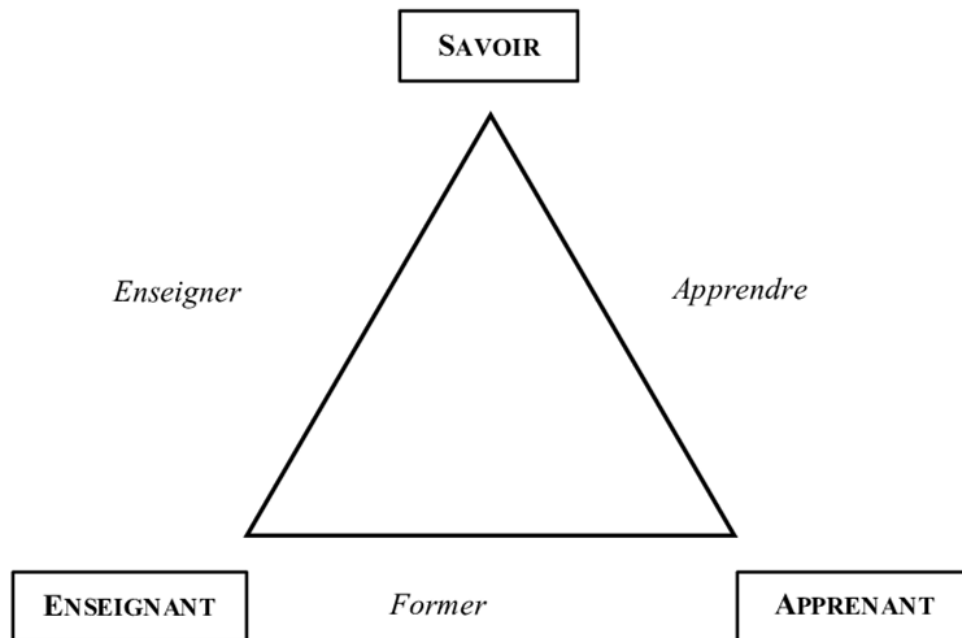 SAVOIR
Enseigner
Apprendre
ENSEIGNANT
Former
APPRENANT